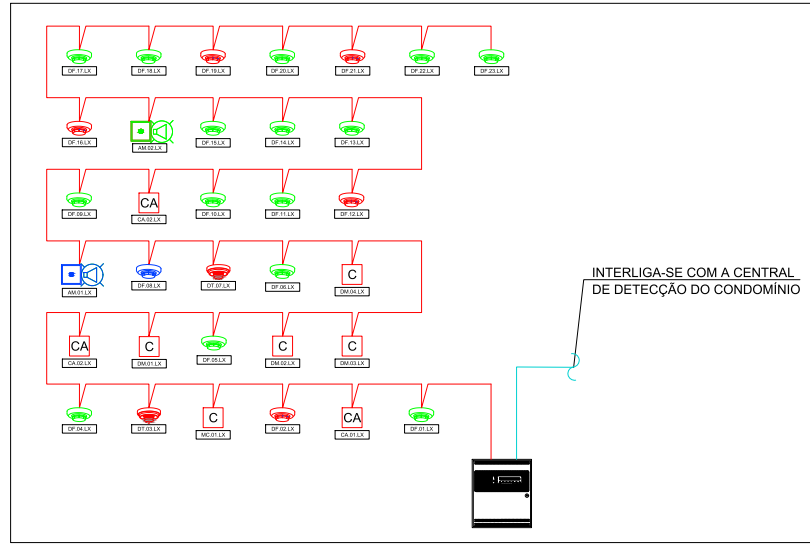 DF.17.LX DF.18.LX DF.19.LX DF.20.LX DF.21.LX DF.22.LX DF.23.LX
DF.16.LX AM.02.LX DF.15.LX DF.14.LX DF.13.LX
DF.09.LX CA CA.02.LX DF.10.LX DF.11.LX DF.12.LX
INTERLIGA-SE COM A CENTRAL
DE DETECÇÃO DO CONDOMÍNIO
AM.01.LX DF.08.LX DT.07.LX DF.06.LX C DM.04.LX
CA CA.02.LX C DM.01.LX DF.05.LX C DM.02.LX C DM.03.LX
DF.04.LX DT.03.LX C MC.01.LX DF.02.LX CA CA.01.LX DF.01.LX